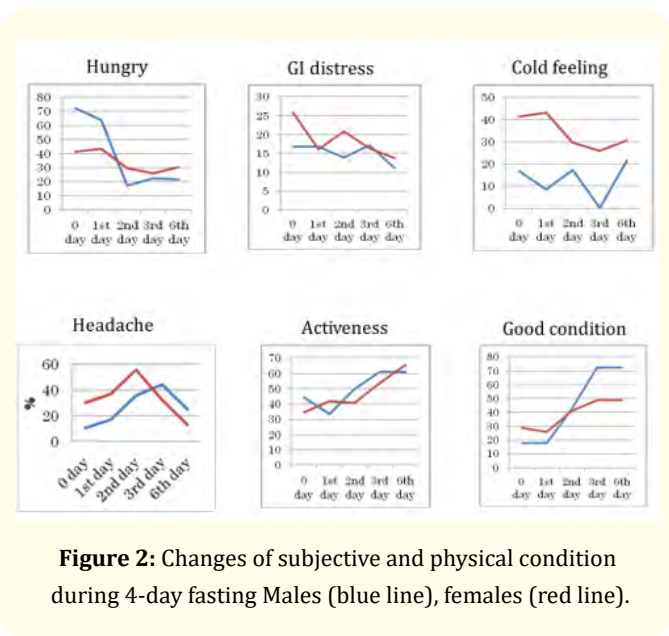 Hungry
80
70
60
50
40
30
20
10
0
0 1st 2nd 3rd 6th
day day day day day
GI distress
30
25
20
15
10
5
0
0 1st 2nd 3rd 6th
day day day day day
Cold feeling
50
40
30
20
10
0
0 1st 2nd 3rd 6th
day day day day day
Headache
%
60
40
20
0
0 day
1st day
2nd day
3rd day
6th day
Activeness
70
60
50
40
30
20
10
0
0 1st 2nd 3rd 6th
day day day day day
Good condition
80
70
60
50
40
30
20
10
0
0 1st 2nd 3rd 6th
day day day day day
Figure 2: Changes of subjective and physical condition
during 4-day fasting Males (blue line), females (red line).